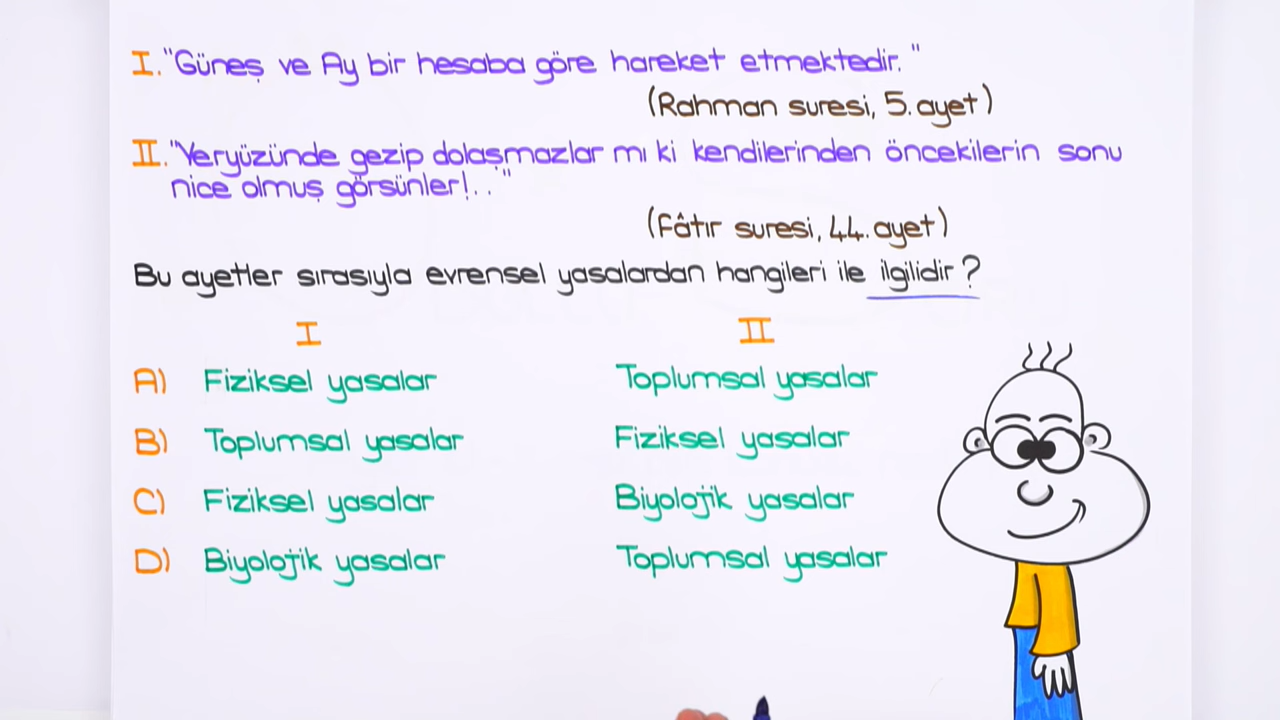 I. "Güneş ve Ay bir hesaba göre hareket etmektedir."
(Rahman suresi, 5. ayet)
II. "Yeryüzünde gezip dolaşmazlar mı ki kendilerinden öncekilerin sonu
nice olmuş görsünler!.."
(Fâtır suresi, 44. ayet)
Bu ayetler sırasıyla evrensel yasalardan hangileri ile ilgilidir?
I II
A) Fiziksel yasalar Toplumsal yasalar
B) Toplumsal yasalar Fiziksel yasalar
C) Fiziksel yasalar Biyolojik yasalar
D) Biyolojik yasalar Toplumsal yasalar